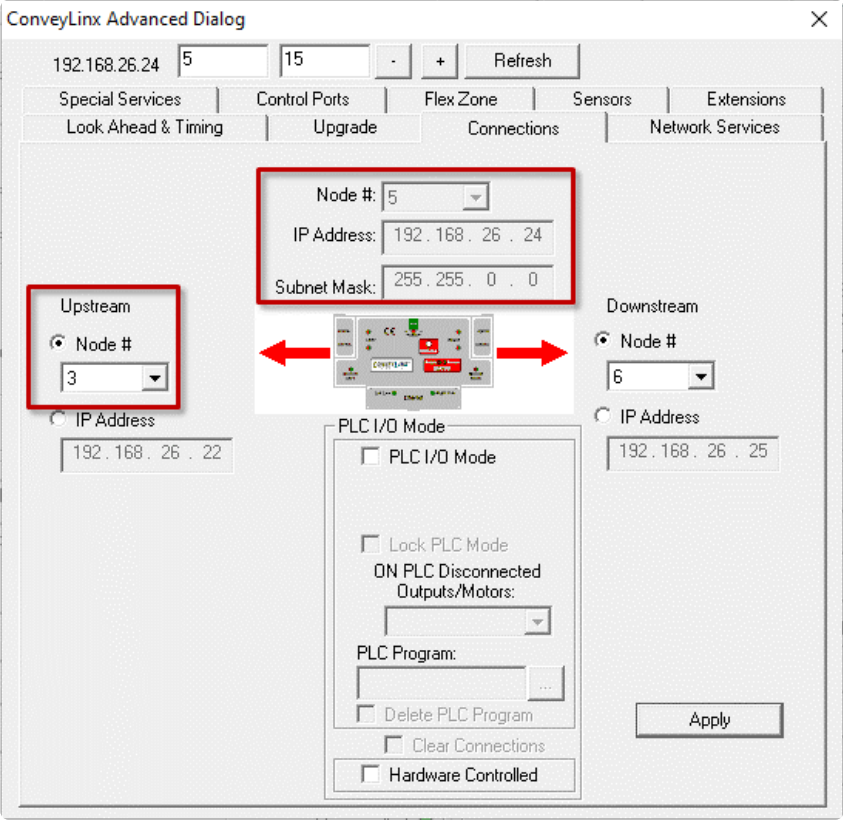 ConveyLinx Advanced Dialog
192.168.26.24 5 15 - + Refresh
Special Services Control Ports Flex Zone Sensors Extensions
Look Ahead & Timing Upgrade Connections Network Services
Node #: 5
IP Address: 192 . 168 . 26 . 24
Subnet Mask: 255 . 255 . 0 . 0
Upstream
Node #
3
IP Address
192 . 168 . 26 . 22
CE
Downstream
Node #
6
IP Address
192 . 168 . 26 . 25
PLC I/O Mode
PLC I/O Mode
Lock PLC Mode
ON PLC Disconnected
Outputs/Motors:
PLC Program:
...
Delete PLC Program
Clear Connections
Hardware Controlled
Apply